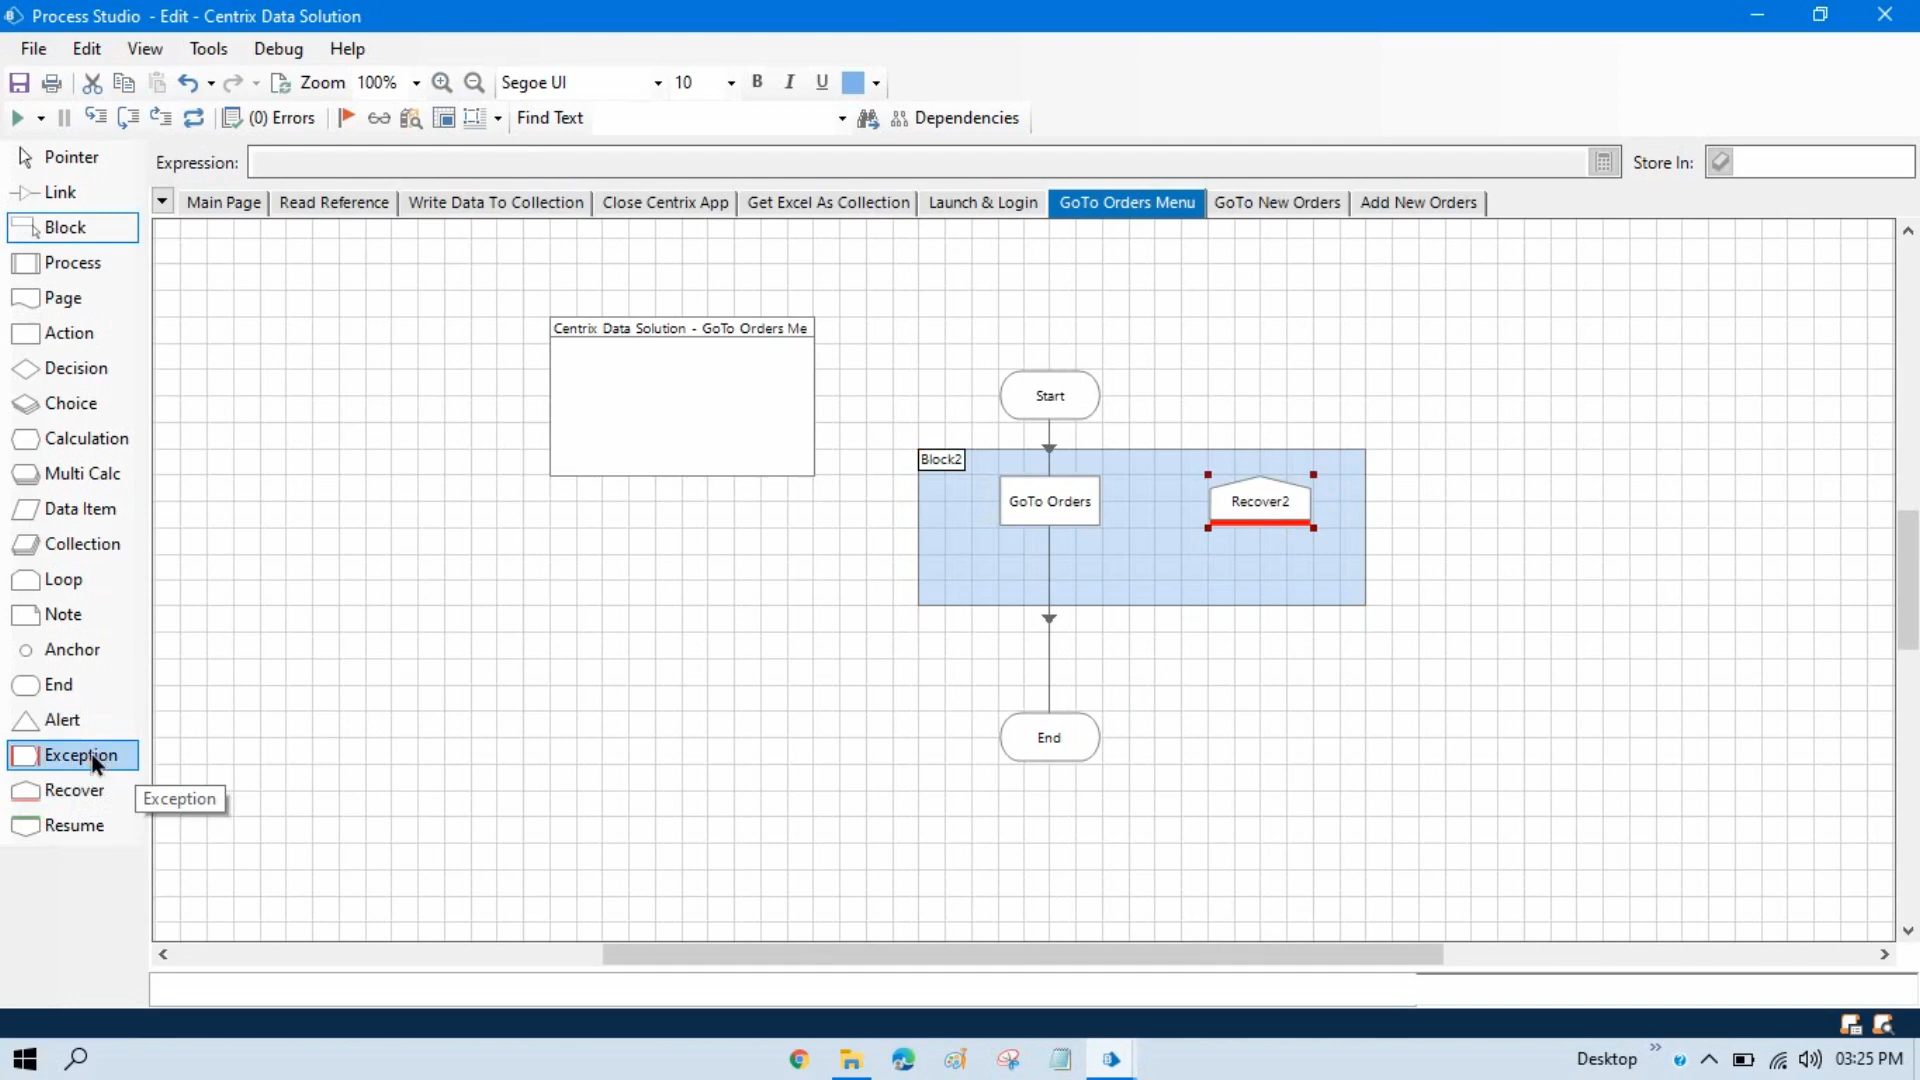 Process Studio  - Edit - Centrix Data Solution
File Edit View Tools Debug Help
Zoom 100% Segoe UI 10 B I U
(0) Errors Find Text Dependencies
Pointer
Link
Block
Process
Page
Action
Decision
Choice
Calculation
Multi Calc
Data Item
Collection
Loop
Note
Anchor
End
Alert
Exception
Recover
Resume
Exception
Expression: Store In:
Main Page Read Reference Write Data To Collection Close Centrix App Get Excel As Collection Launch & Login GoTo Orders Menu GoTo New Orders Add New Orders
Centrix Data Solution - GoTo Orders Me
Start
Block2
GoTo Orders
Recover2
End
Desktop 03:25 PM